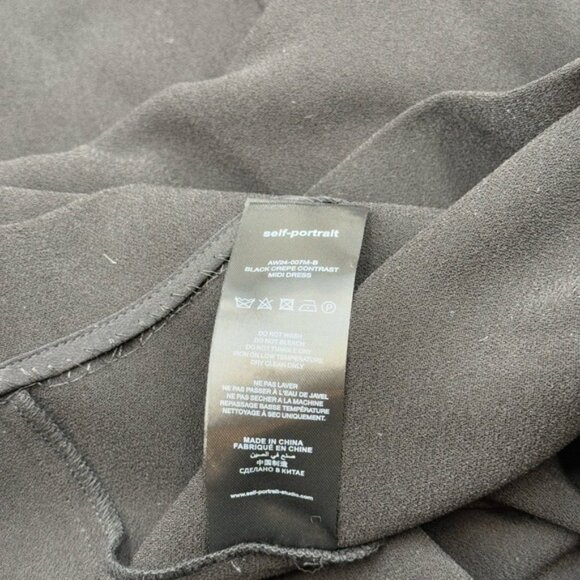 self-portrait
AW24-007M-B
BLACK CREPE CONTRAST
MIDI DRESS
DO NOT WASH
DO NOT BLEACH
DO NOT TUMBLE DRY
IRON ON LOW TEMPERATURE
DRY CLEAN ONLY
NE PAS LAVER
NE PAS PASSER À L'EAU DE JAVEL
NE PAS SECHER A LA MACHINE
REPASSAGE BASSE TEMPÉRATURE
NETTOYAGE À SEC UNIQUEMENT.
MADE IN CHINA
FABRIQUÉ EN CHINE
صنع في الصين
中国制造
СДЕЛАНО В КИТАЕ
www.self-portrait-studio.com